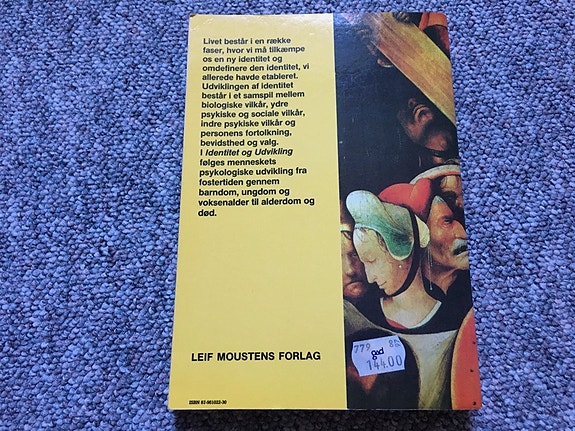 Livet består i en række
faser, hvor vi må tilkæmpe
os en ny identitet og
omdefinere den identitet, vi
allerede havde etableret.
Udviklingen af identitet
består i et samspil mellem
biologiske vilkår, ydre
psykiske og sociale vilkår,
indre psykiske vilkår og
personens fortolkning,
bevidsthed og valg.
I Identitet og Udvikling
følges menneskets
psykologiske udvikling fra
fostertiden gennem
barndom, ungdom og
voksenalder til alderdom og
død.
LEIF MOUSTENS FORLAG
779
gad
144.00